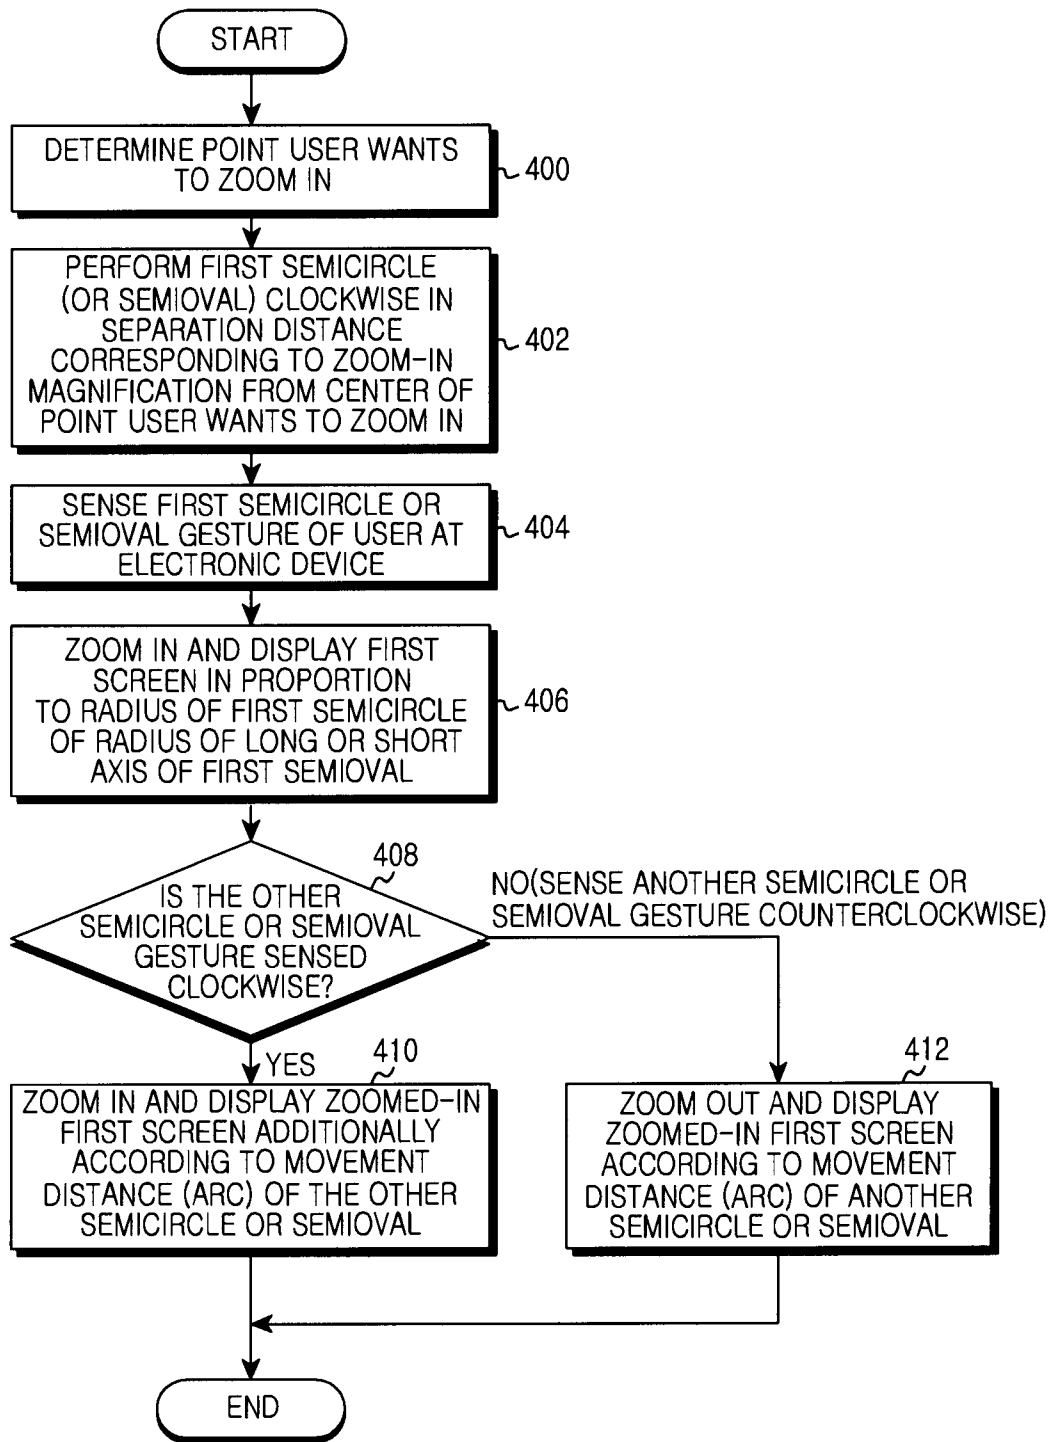 START
DETERMINE POINT USER WANTS
TO ZOOM IN
400
PERFORM FIRST SEMICIRCLE
(OR SEMIOVAL) CLOCKWISE IN
SEPARATION DISTANCE
CORRESPONDING TO ZOOM-IN
MAGNIFICATION FROM CENTER OF
POINT USER WANTS TO ZOOM IN
402
SENSE FIRST SEMICIRCLE OR
SEMIOVAL GESTURE OF USER AT
ELECTRONIC DEVICE
404
ZOOM IN AND DISPLAY FIRST
SCREEN IN PROPORTION
TO RADIUS OF FIRST SEMICIRCLE
OF RADIUS OF LONG OR SHORT
AXIS OF FIRST SEMIOVAL
406
408
IS THE OTHER
SEMICIRCLE OR SEMIOVAL
GESTURE SENSED
CLOCKWISE?
NO(SENSE ANOTHER SEMICIRCLE OR
SEMIOVAL GESTURE COUNTERCLOCKWISE)
YES
410
ZOOM IN AND DISPLAY ZOOMED-IN
FIRST SCREEN ADDITIONALLY
ACCORDING TO MOVEMENT
DISTANCE (ARC) OF THE OTHER
SEMICIRCLE OR SEMIOVAL
412
ZOOM OUT AND DISPLAY
ZOOMED-IN FIRST SCREEN
ACCORDING TO MOVEMENT
DISTANCE (ARC) OF ANOTHER
SEMICIRCLE OR SEMIOVAL
END